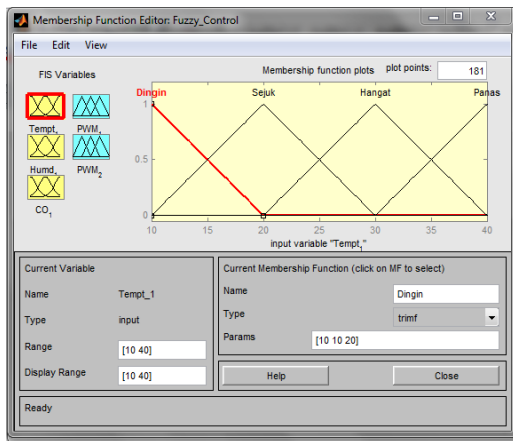 Membership Function Editor: Fuzzy_Control
File Edit View
FIS Variables
Membership function plots plot points: 181
Tempt1 PWM1
Humd1 PWM2
CO1
Dingin Sejuk Hangat Panas
1
0.5
0
10 15 20 25 30 35 40
input variable "Tempt1"
Current Variable
Name Tempt_1
Type input
Range [10 40]
Display Range [10 40]
Current Membership Function (click on MF to select)
Name Dingin
Type trimf
Params [10 10 20]
Help Close
Ready